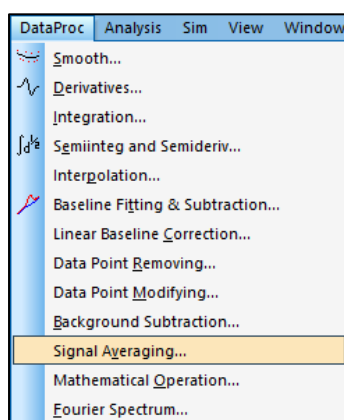 DataProc Analysis Sim View Window
Smooth...
Derivatives...
Integration...
Semiinteg and Semideriv...
Interpolation...
Baseline Fitting & Subtraction...
Linear Baseline Correction...
Data Point Removing...
Data Point Modifying...
Background Subtraction...
Signal Averaging...
Mathematical Operation...
Fourier Spectrum...